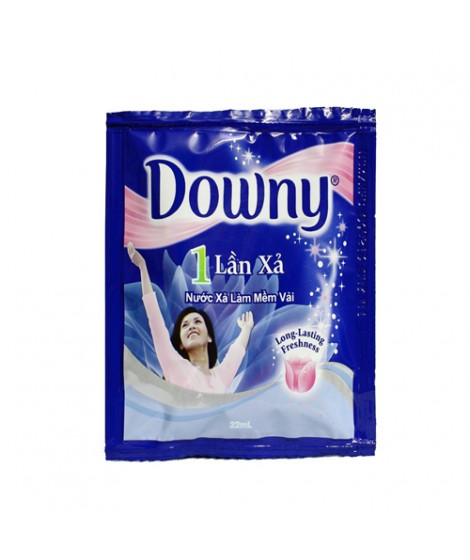 Downy®
1 Lần Xả
Nước Xả Làm Mềm Vải
Long-Lasting
Freshness
22mL